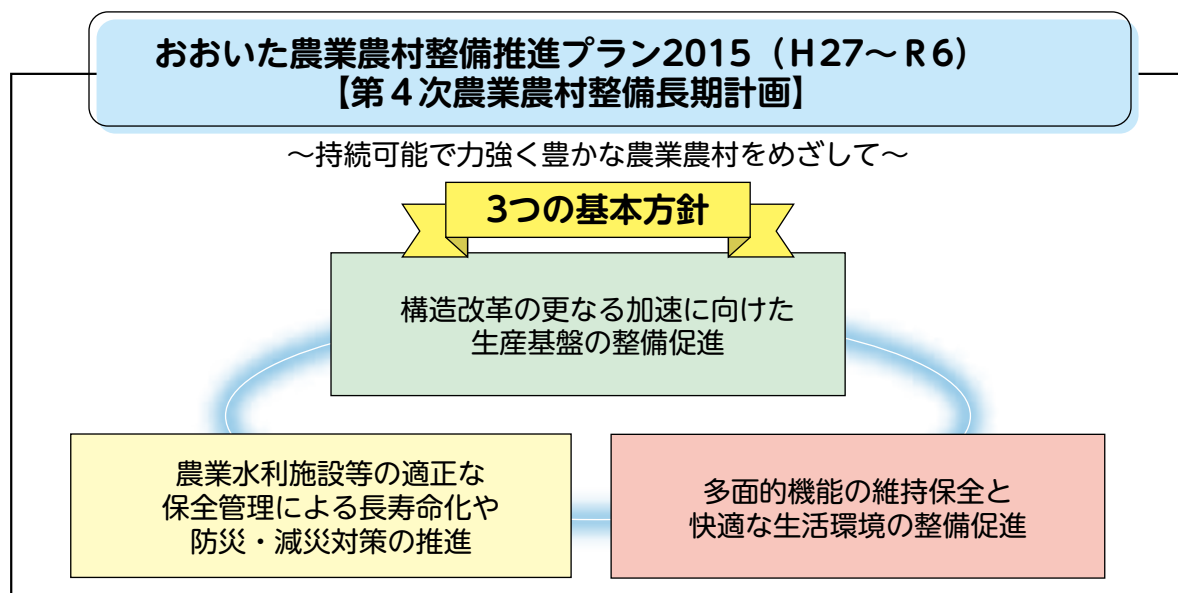 おおいた農業農村整備推進プラン2015（H27～R6）
【第４次農業農村整備長期計画】
～持続可能で力強く豊かな農業農村をめざして～
3つの基本方針
構造改革の更なる加速に向けた
生産基盤の整備促進
農業水利施設等の適正な
保全管理による長寿命化や
防災・減災対策の推進
多面的機能の維持保全と
快適な生活環境の整備促進